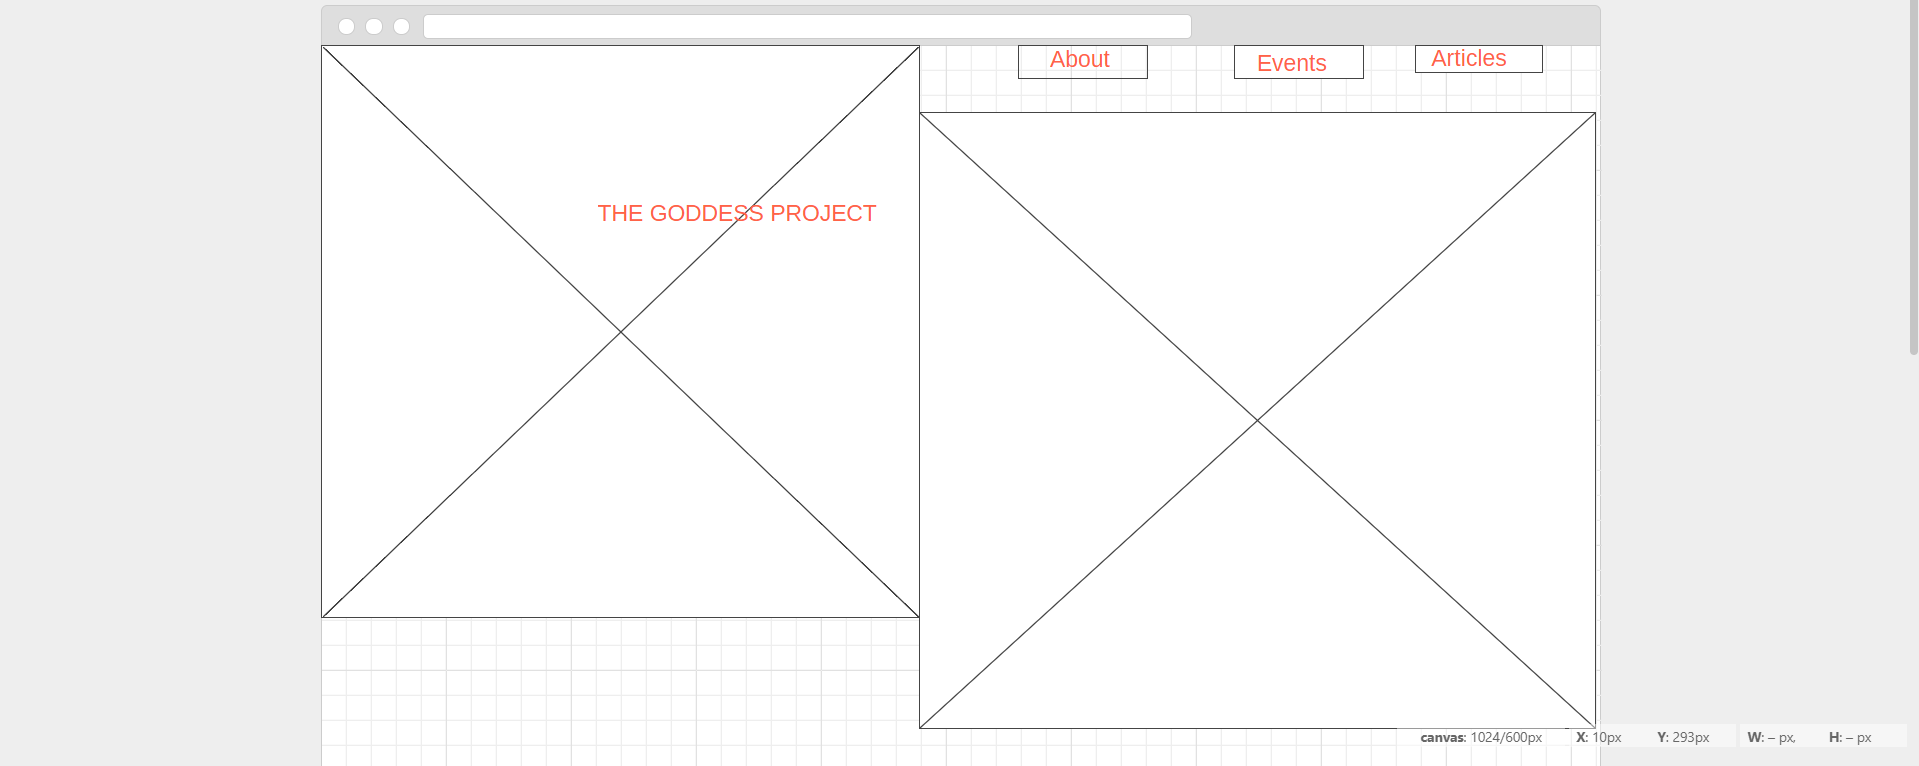 About
Events
Articles
THE GODDESS PROJECT
canvas: 1024/600px X: 10px Y: 293px W: – px, H: – px